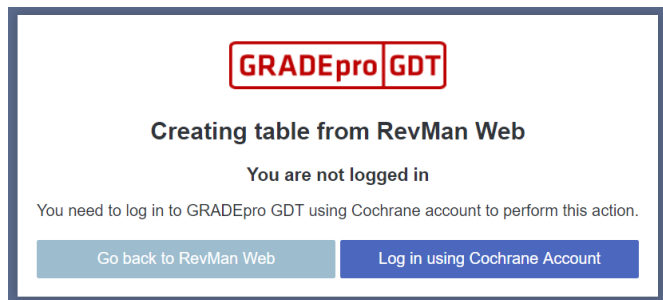 GRADEpro GDT
Creating table from RevMan Web
You are not logged in
You need to log in to GRADEpro GDT using Cochrane account to perform this action.
Go back to RevMan Web
Log in using Cochrane Account